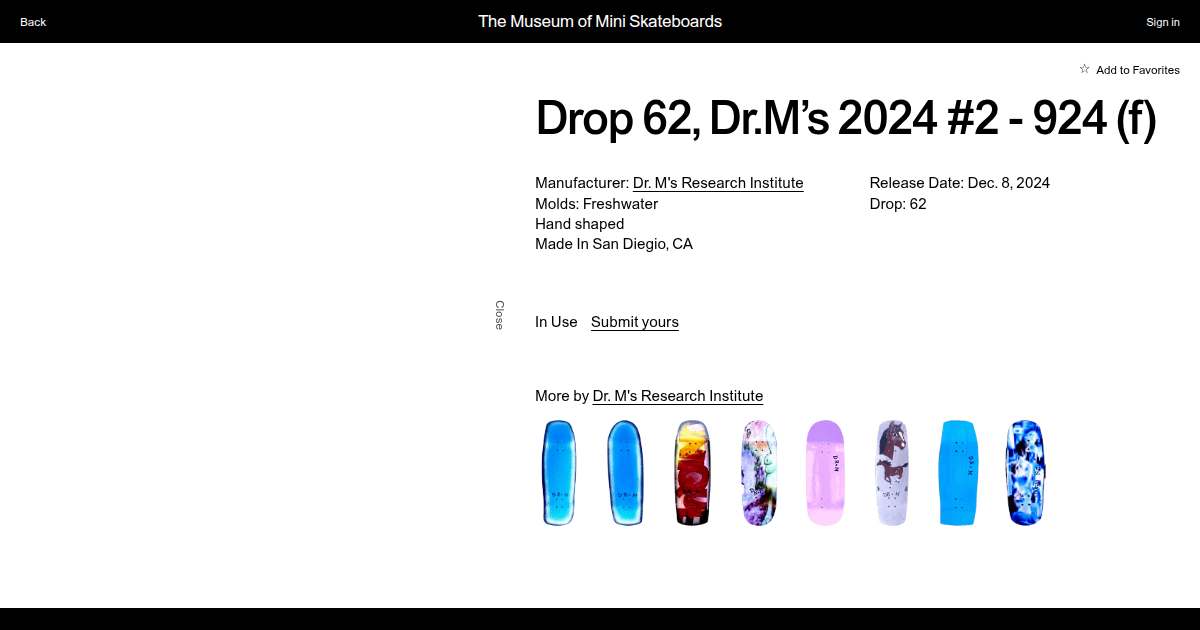 Back
The Museum of Mini Skateboards
Sign in
☆ Add to Favorites
Drop 62, Dr.M’s 2024 #2 - 924 (f)
Manufacturer: Dr. M's Research Institute
Molds: Freshwater
Hand shaped
Made In San Diegio, CA
Release Date: Dec. 8, 2024
Drop: 62
Close
In Use Submit yours
More by Dr. M's Research Institute